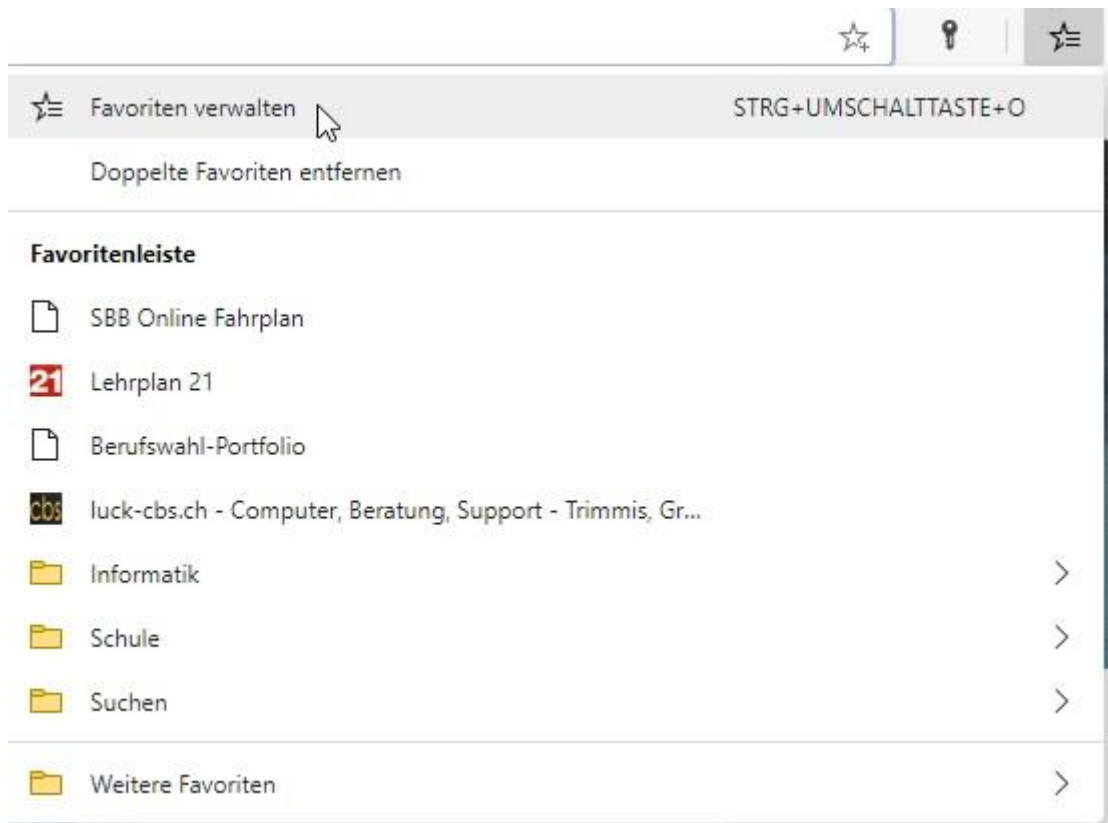 Favoriten verwalten STRG+UMSCHALTTASTE+O
Doppelte Favoriten entfernen
Favoritenleiste
SBB Online Fahrplan
21 Lehrplan 21
Berufswahl-Portfolio
cbs luck-cbs.ch - Computer, Beratung, Support - Trimmis, Gr...
Informatik
Schule
Suchen
Weitere Favoriten